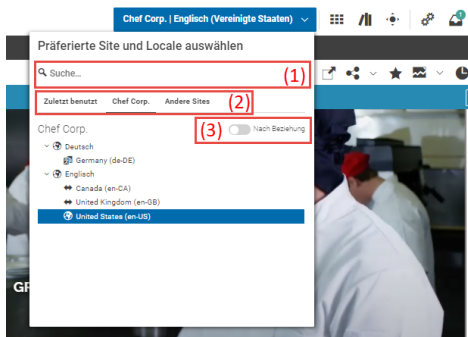 Chef Corp. | Englisch (Vereinigte Staaten)
Präferierte Site und Locale auswählen
Suche...
(1)
Zuletzt benutzt Chef Corp. Andere Sites
(2)
Chef Corp.
(3)
Nach Beziehung
Deutsch
Germany (de-DE)
Englisch
Canada (en-CA)
United Kingdom (en-GB)
United States (en-US)
GR